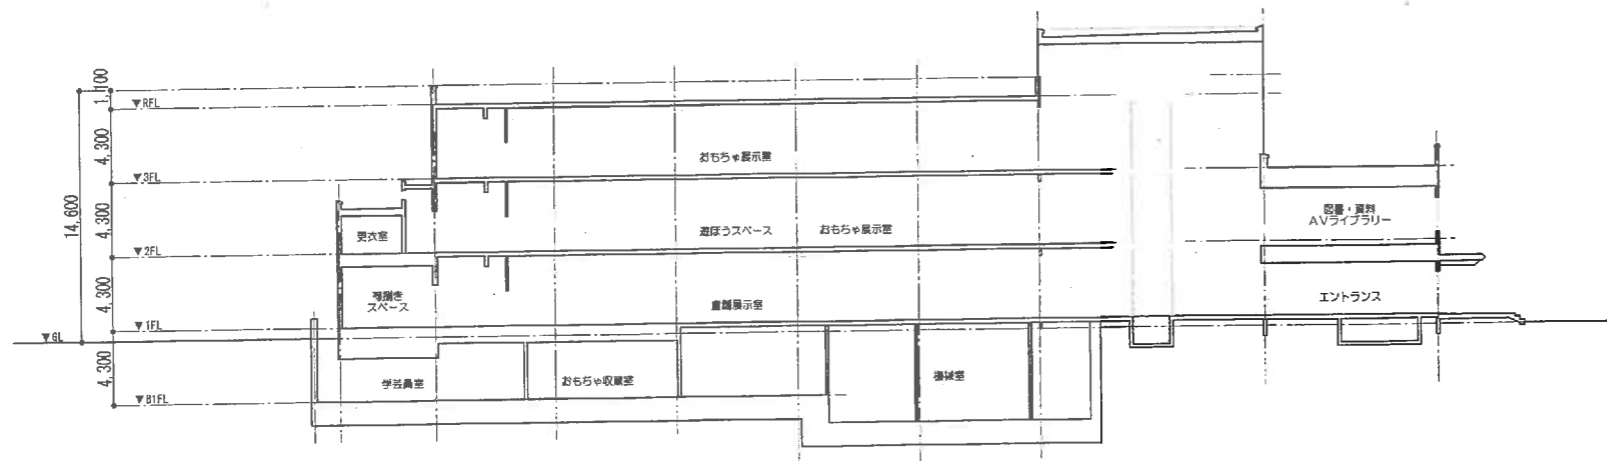 1,100
▼RFL
4,300
おもちゃ展示室
▼3FL
14,600
4,300
図書・資料
AVライブラリー
更衣室
遊ぼうスペース
おもちゃ展示室
▼2FL
4,300
荷捌き
スペース
展示室
エントランス
▼1FL
▼GL
4,300
学芸員室
おもちゃ収蔵室
機械室
▼B1FL